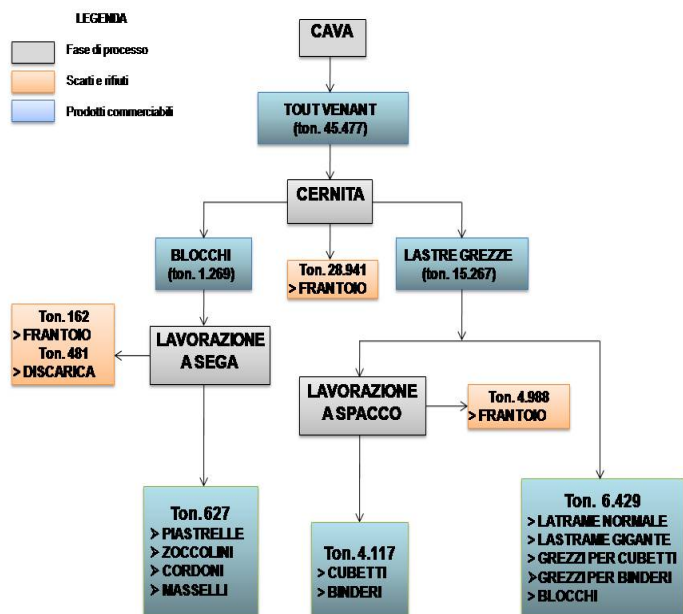 LEGENDA
Fase di processo
Scarti e rifiuti
Prodotti commerciabili
CAVA
TOUT VENANT
(ton. 45.477)
CERNITA
BLOCCHI
(ton. 1.269)
Ton. 28.941
> FRANTOIO
LASTRE GREZZE
(ton. 15.267)
Ton. 162
> FRANTOIO
Ton. 481
> DISCARICA
LAVORAZIONE
A SEGA
LAVORAZIONE
A SPACCO
Ton. 4.988
> FRANTOIO
Ton. 627
> PIASTRELLE
> ZOCCOLINI
> CORDONI
> MASSELLI
Ton. 4.117
> CUBETTI
> BINDERI
Ton. 6.429
> LATRAME NORMALE
> LASTRAME GIGANTE
> GREZZI PER CUBETTI
> GREZZI PER BINDERI
> BLOCCHI